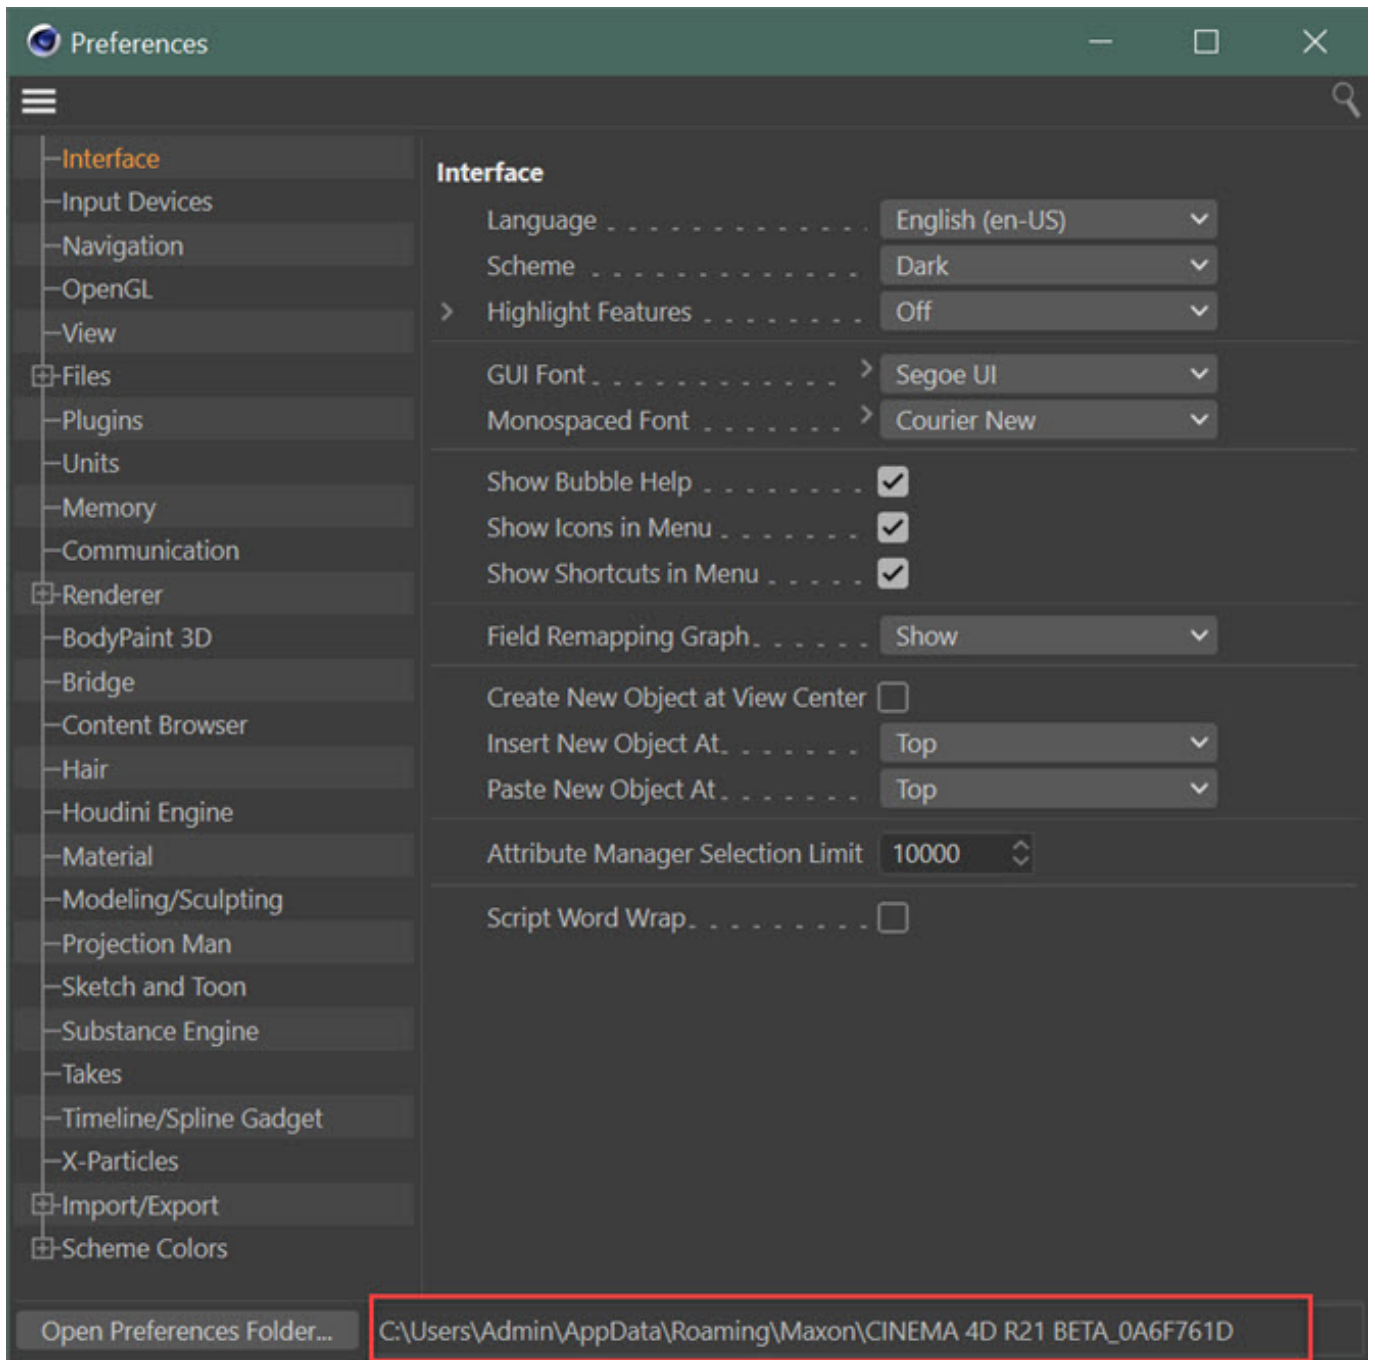 Preferences
Interface
Input Devices
Navigation
OpenGL
View
Files
Plugins
Units
Memory
Communication
Renderer
BodyPaint 3D
Bridge
Content Browser
Hair
Houdini Engine
Material
Modeling/Sculpting
Projection Man
Sketch and Toon
Substance Engine
Takes
Timeline/Spline Gadget
X-Particles
Import/Export
Scheme Colors
Interface
Language English (en-US)
Scheme Dark
Highlight Features Off
GUI Font Segoe UI
Monospaced Font Courier New
Show Bubble Help
Show Icons in Menu
Show Shortcuts in Menu
Field Remapping Graph Show
Create New Object at View Center
Insert New Object At Top
Paste New Object At Top
Attribute Manager Selection Limit 10000
Script Word Wrap
Open Preferences Folder... C:\Users\Admin\AppData\Roaming\Maxon\CINEMA 4D R21 BETA_0A6F761D